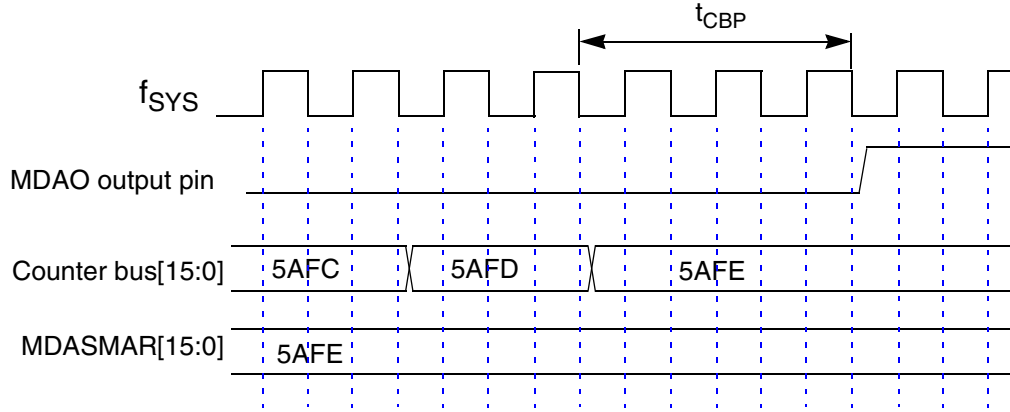 tCBP
fSYS
MDAO output pin
Counter bus[15:0] 5AFC 5AFD 5AFE
MDASMAR[15:0] 5AFE